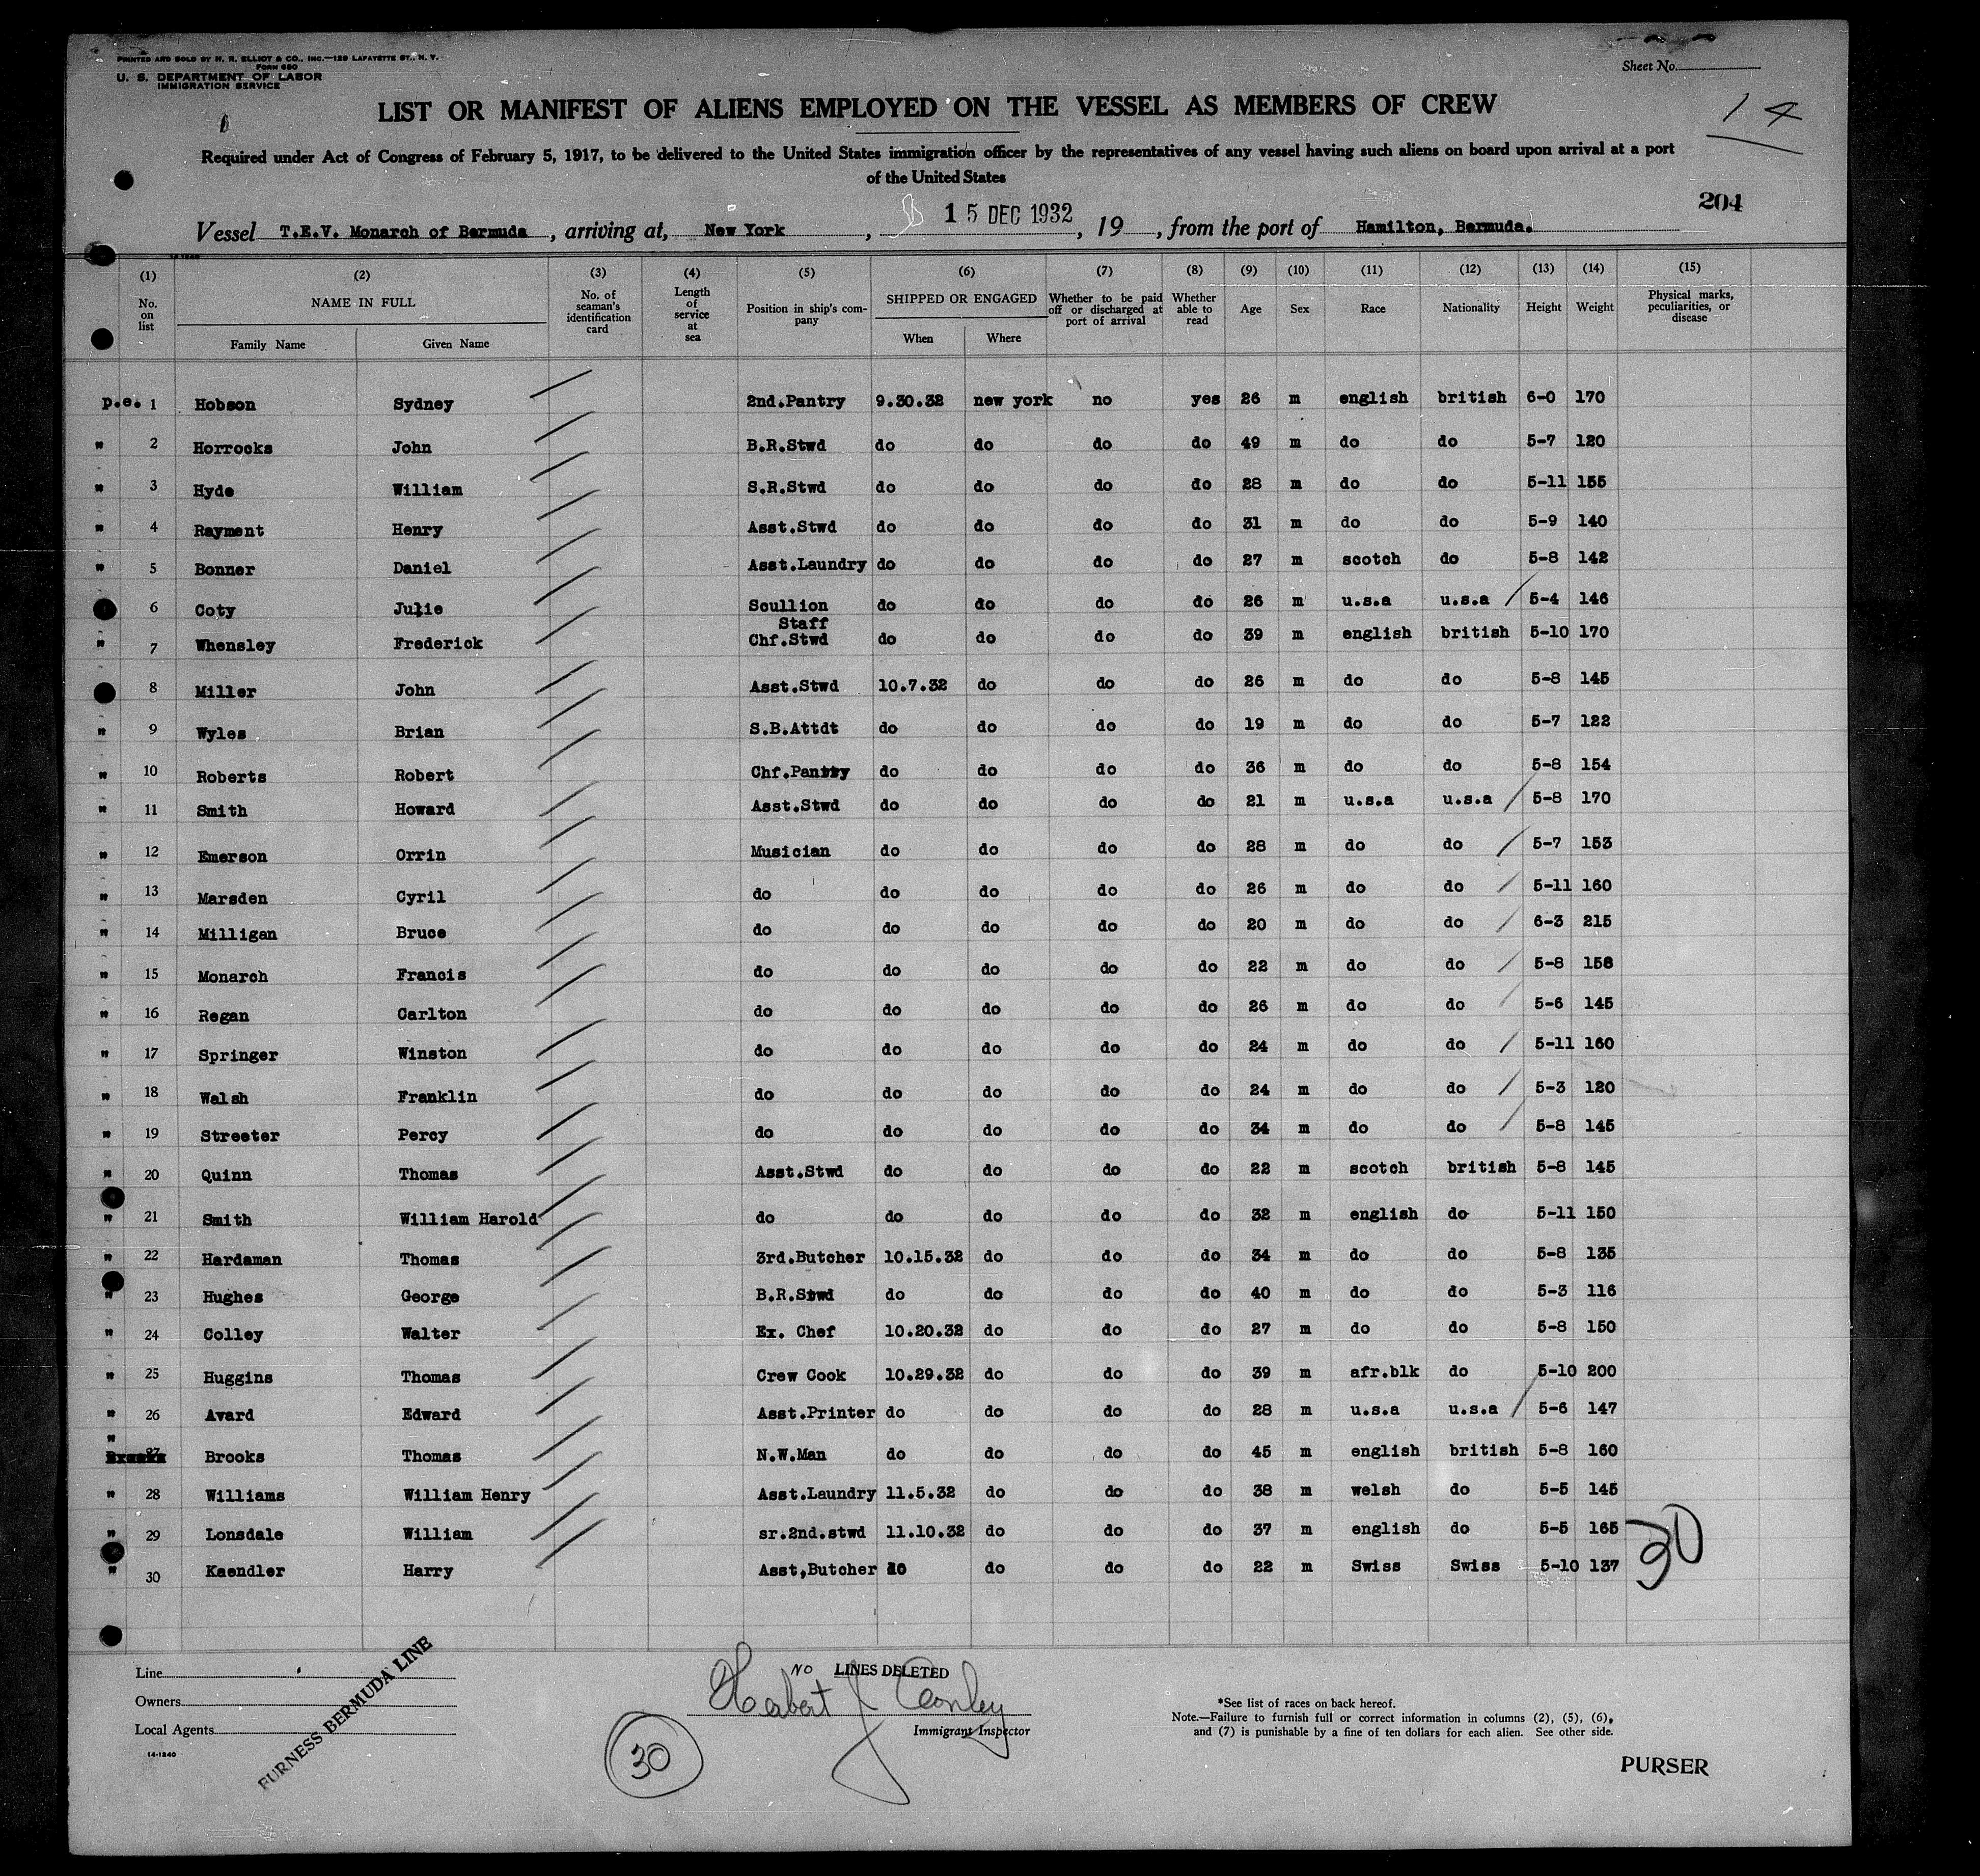 PRINTED AND SOLD BY H. R. ELLIOT & CO., INC.—129 LAFAYETTE ST., N. Y.
FORM 680
U. S. DEPARTMENT OF LABOR
IMMIGRATION SERVICE
Sheet No.
14
LIST OR MANIFEST OF ALIENS EMPLOYED ON THE VESSEL AS MEMBERS OF CREW
Required under Act of Congress of February 5, 1917, to be delivered to the United States immigration officer by the representatives of any vessel having such aliens on board upon arrival at a port
of the United States
204
Vessel T.E.V. Monarch of Bermuda, arriving at, New York, 15 DEC 1932, 19, from the port of Hamilton, Bermuda.
14-1240
(1) (2) (3) (4) (5) (6) (7) (8) (9) (10) (11) (12) (13) (14) (15)
No. on list NAME IN FULL Family Name Given Name No. of seaman's identification card Length of service at sea Position in ship's company SHIPPED OR ENGAGED When Where Whether to be paid off or discharged at port of arrival Whether able to read Age Sex Race Nationality Height Weight Physical marks, peculiarities, or disease
p.e. 1 Hobson Sydney 2nd.Pantry 9.30.32 new york no yes 26 m english british 6-0 170
" 2 Horrocks John B.R.Stwd do do do do 49 m do do 5-7 120
" 3 Hyde William S.R.Stwd do do do do 28 m do do 5-11 155
" 4 Rayment Henry Asst.Stwd do do do do 31 m do do 5-9 140
" 5 Bonner Daniel Asst.Laundry do do do do 27 m scotch do 5-8 142
6 Coty Julie Scullion do do do do 26 m u.s.a u.s.a / 5-4 146
" 7 Whensley Frederick Staff Chf.Stwd do do do do 39 m english british 5-10 170
8 Miller John Asst.Stwd 10.7.32 do do do 26 m do do 5-8 145
" 9 Wyles Brian S.B.Attdt do do do do 19 m do do 5-7 122
" 10 Roberts Robert Chf.Pantry do do do do 36 m do do 5-8 154
" 11 Smith Howard Asst.Stwd do do do do 21 m u.s.a u.s.a / 5-8 170
" 12 Emerson Orrin Musician do do do do 28 m do do / 5-7 153
" 13 Marsden Cyril do do do do do 26 m do do / 5-11 160
" 14 Milligan Bruce do do do do do 20 m do do / 6-3 215
" 15 Monarch Francis do do do do do 22 m do do / 5-8 158
" 16 Regan Carlton do do do do do 26 m do do / 5-6 145
" 17 Springer Winston do do do do do 24 m do do / 5-11 160
" 18 Walsh Franklin do do do do do 24 m do do / 5-3 120
" 19 Streeter Percy do do do do do 34 m do do / 5-8 145
" 20 Quinn Thomas Asst.Stwd do do do do 22 m scotch british 5-8 145
" 21 Smith William Harold do do do do do 32 m english do 5-11 150
" 22 Hardaman Thomas 3rd.Butcher 10.15.32 do do do 34 m do do 5-8 135
" 23 Hughes George B.R.Stwd do do do do 40 m do do 5-3 116
" 24 Colley Walter Ex. Chef 10.20.32 do do do 27 m do do 5-8 150
" 25 Huggins Thomas Crew Cook 10.29.32 do do do 39 m afr.blk do 5-10 200
" 26 Avard Edward Asst.Printer do do do do 28 m u.s.a u.s.a / 5-6 147
" 27 Brooks Thomas N.W.Man do do do do 45 m english british 5-8 160
" 28 Williams William Henry Asst.Laundry 11.5.32 do do do 38 m welsh do 5-5 145
" 29 Lonsdale William sr.2nd.stwd 11.10.32 do do do 37 m english do 5-5 165
" 30 Kaendler Harry Asst,Butcher do do do do 22 m Swiss Swiss 5-10 137
30
Line
Owners
Local Agents
14-1240
FURNESS BERMUDA LINE
30
NO LINES DELETED
Herbert J Conley
Immigrant Inspector
*See list of races on back hereof.
Note.—Failure to furnish full or correct information in columns (2), (5), (6),
and (7) is punishable by a fine of ten dollars for each alien. See other side.
PURSER